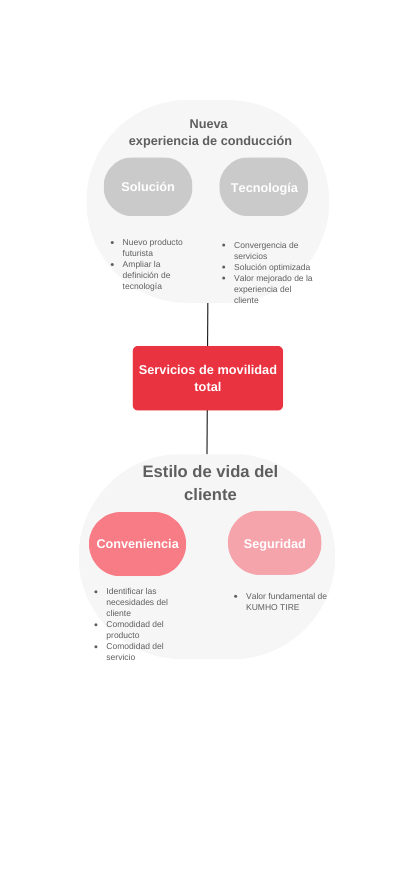 Nueva
experiencia de conducción
Solución
Tecnología
Nuevo producto
futurista
Ampliar la
definición de
tecnología
Convergencia de
servicios
Solución optimizada
Valor mejorado de la
experiencia del
cliente
Servicios de movilidad
total
Estilo de vida del
cliente
Conveniencia
Seguridad
Identificar las
necesidades del
cliente
Comodidad del
producto
Comodidad del
servicio
Valor fundamental de
KUMHO TIRE